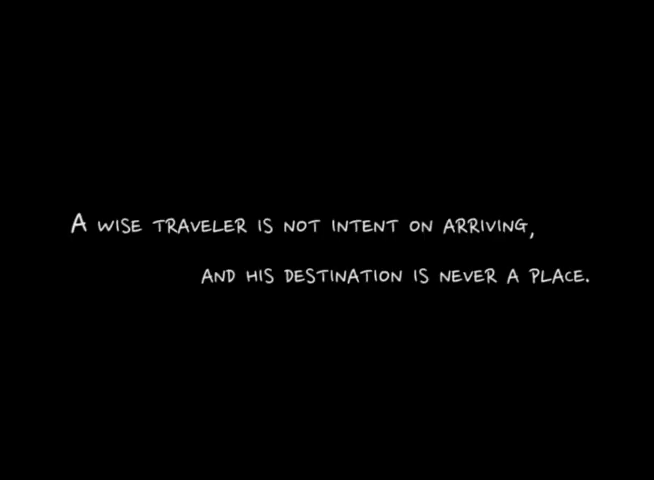 A WISE TRAVELER IS NOT INTENT ON ARRIVING,
AND HIS DESTINATION IS NEVER A PLACE.